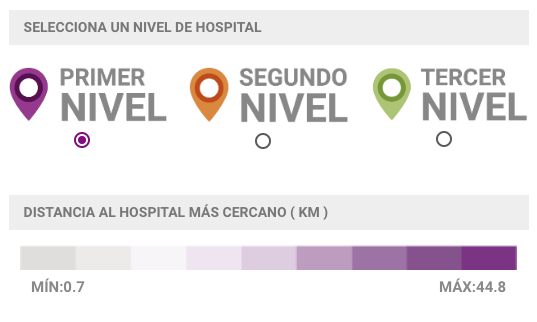 SELECCIONA UN NIVEL DE HOSPITAL
PRIMER
NIVEL
SEGUNDO
NIVEL
TERCER
NIVEL
DISTANCIA AL HOSPITAL MÁS CERCANO ( KM )
MÍN:0.7
MÁX:44.8